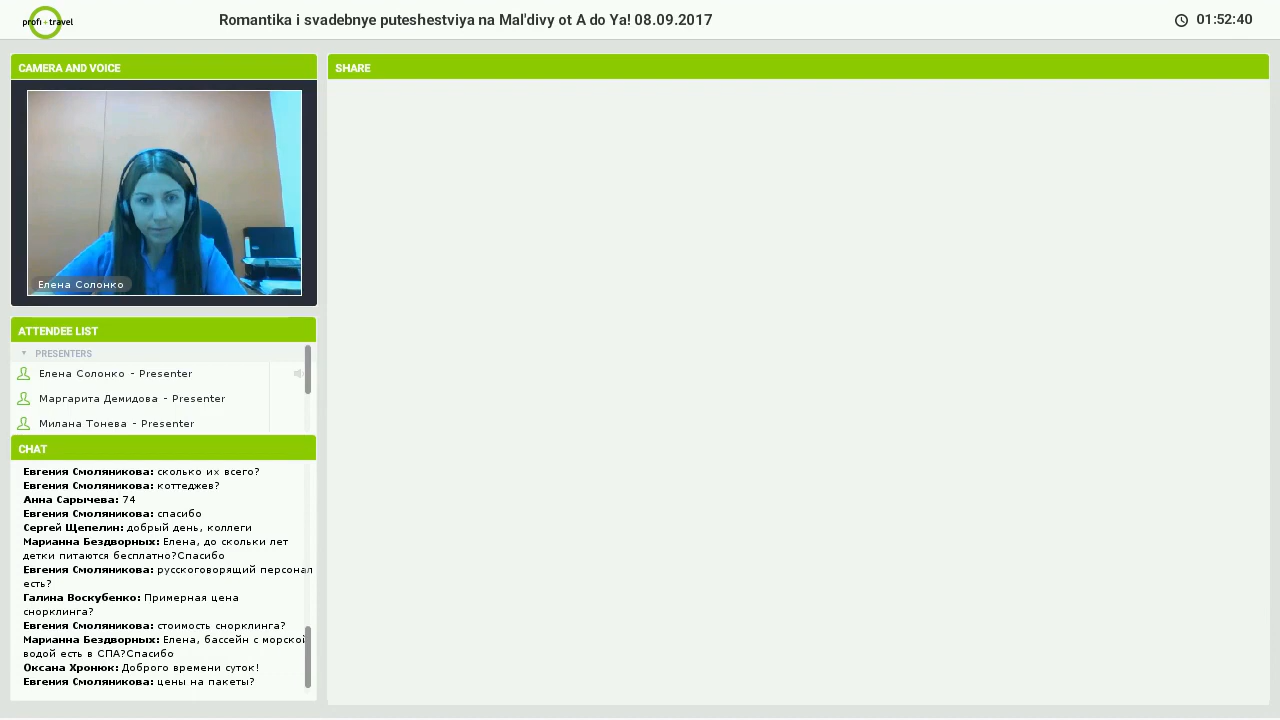 profi+travel
Romantika i svadebnye puteshestviya na Mal'divy ot A do Ya! 08.09.2017
01:52:40
CAMERA AND VOICE
Елена Солонко
SHARE
ATTENDEE LIST
PRESENTERS
Елена Солонко - Presenter
Маргарита Демидова - Presenter
Милана Тонева - Presenter
CHAT
Евгения Смоляникова: сколько их всего?
Евгения Смоляникова: коттеджев?
Анна Сарычева: 74
Евгения Смоляникова: спасибо
Сергей Щепелин: добрый день, коллеги
Марианна Бездворных: Елена, до скольки лет
детки питаются бесплатно?Спасибо
Евгения Смоляникова: русскоговорящий персонал
есть?
Галина Воскубенко: Примерная цена
снорклинга?
Евгения Смоляникова: стоимость снорклинга?
Марианна Бездворных: Елена, бассейн с морской
водой есть в СПА?Спасибо
Оксана Хронюк: Доброго времени суток!
Евгения Смоляникова: цены на пакеты?